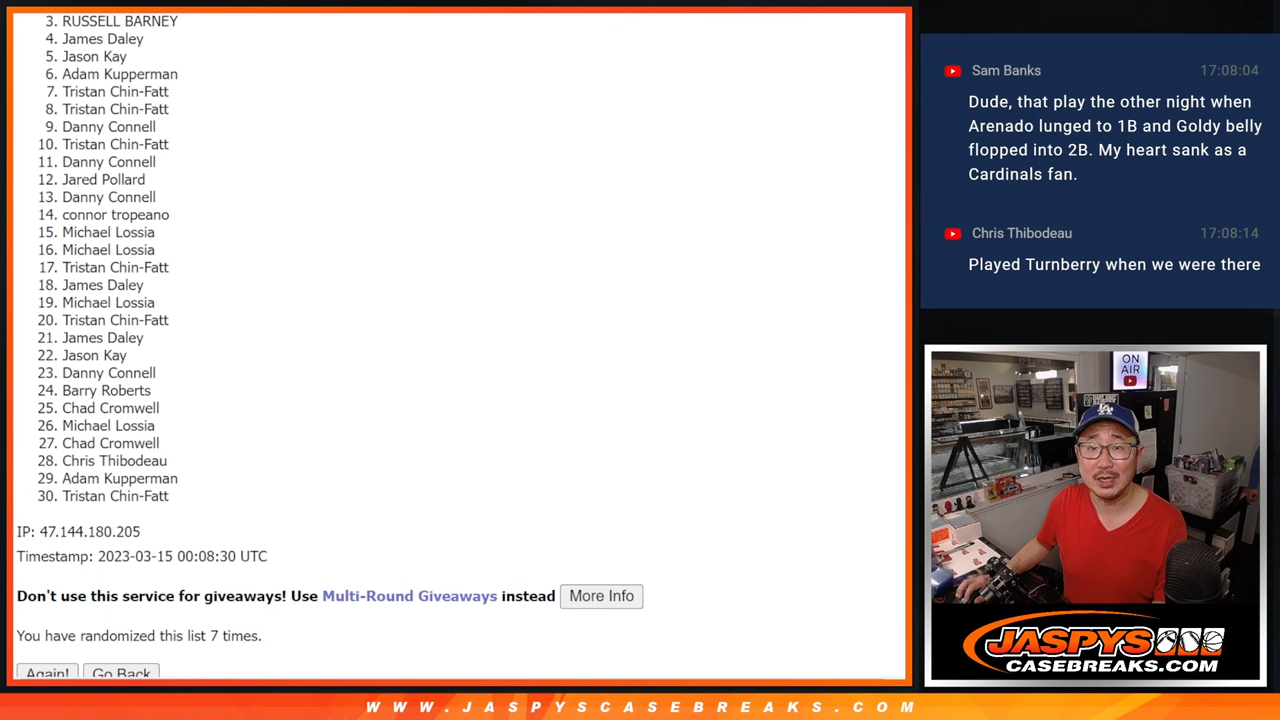 3. RUSSELL BARNEY
4. James Daley
5. Jason Kay
6. Adam Kupperman
7. Tristan Chin-Fatt
8. Tristan Chin-Fatt
9. Danny Connell
10. Tristan Chin-Fatt
11. Danny Connell
12. Jared Pollard
13. Danny Connell
14. connor tropeano
15. Michael Lossia
16. Michael Lossia
17. Tristan Chin-Fatt
18. James Daley
19. Michael Lossia
20. Tristan Chin-Fatt
21. James Daley
22. Jason Kay
23. Danny Connell
24. Barry Roberts
25. Chad Cromwell
26. Michael Lossia
27. Chad Cromwell
28. Chris Thibodeau
29. Adam Kupperman
30. Tristan Chin-Fatt
IP: 47.144.180.205
Timestamp: 2023-03-15 00:08:30 UTC
Don't use this service for giveaways! Use Multi-Round Giveaways instead More Info
You have randomized this list 7 times.
Again! Go Back
Sam Banks 17:08:04
Dude, that play the other night when
Arenado lunged to 1B and Goldy belly
flopped into 2B. My heart sank as a
Cardinals fan.
Chris Thibodeau 17:08:14
Played Turnberry when we were there
ON
AIR
LA
JASPYS
CASEBREAKS.COM
WWW.JASPYSCASEBREAKS.COM